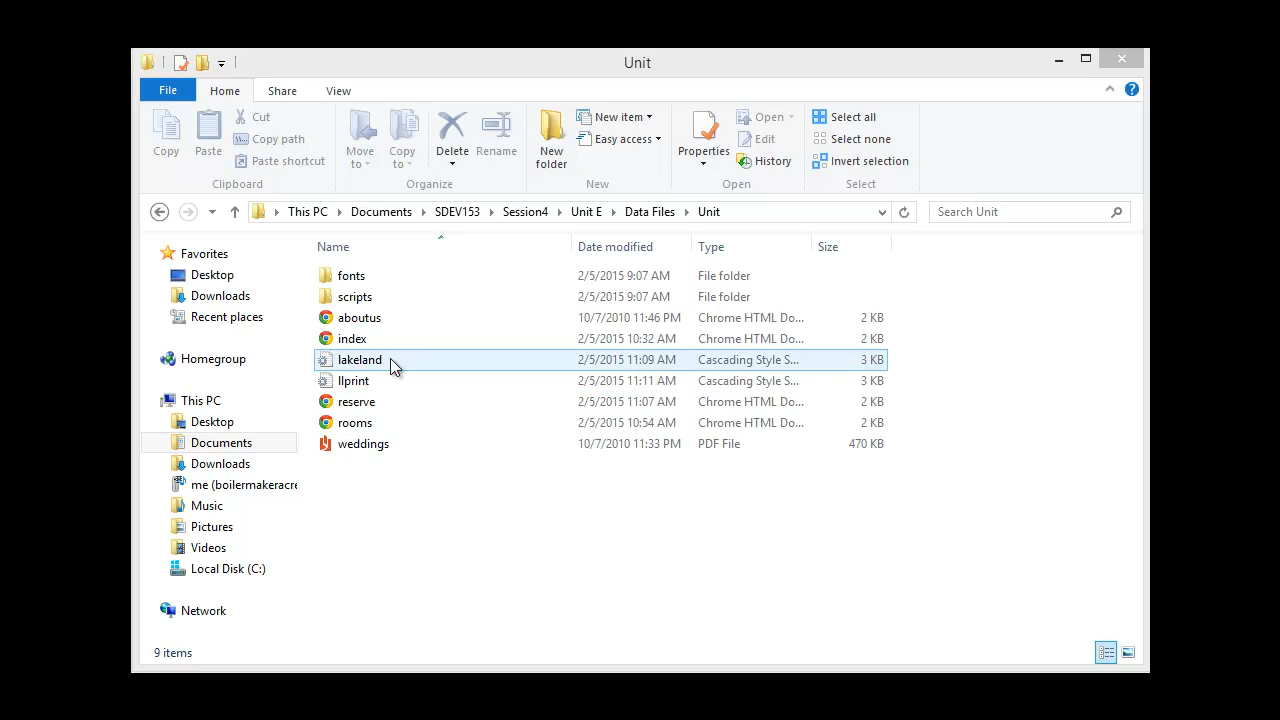 Unit
File Home Share View
Copy Paste Cut Copy path Paste shortcut Clipboard
Move to Copy to Delete Rename Organize
New folder New item Easy access New
Properties Open Edit History Open
Select all Select none Invert selection Select
This PC Documents SDEV153 Session4 Unit E Data Files Unit Search Unit
Name Date modified Type Size
fonts 2/5/2015 9:07 AM File folder
scripts 2/5/2015 9:07 AM File folder
aboutus 10/7/2010 11:46 PM Chrome HTML Do... 2 KB
index 2/5/2015 10:32 AM Chrome HTML Do... 2 KB
lakeland 2/5/2015 11:09 AM Cascading Style S... 3 KB
llprint 2/5/2015 11:11 AM Cascading Style S... 3 KB
reserve 2/5/2015 11:07 AM Chrome HTML Do... 2 KB
rooms 2/5/2015 10:54 AM Chrome HTML Do... 2 KB
weddings 10/7/2010 11:33 PM PDF File 470 KB
Favorites
Desktop
Downloads
Recent places
Homegroup
This PC
Desktop
Documents
Downloads
me (boilermakeracre
Music
Pictures
Videos
Local Disk (C:)
Network
9 items